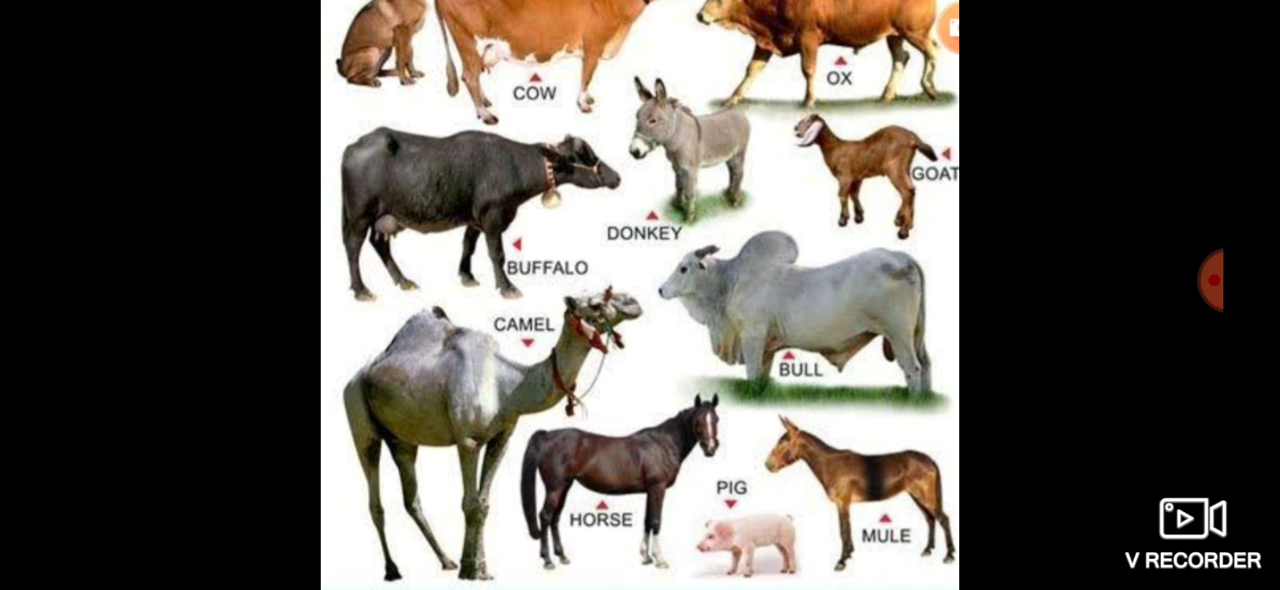 COW
OX
DONKEY
GOAT
BUFFALO
CAMEL
BULL
HORSE
PIG
MULE
V RECORDER